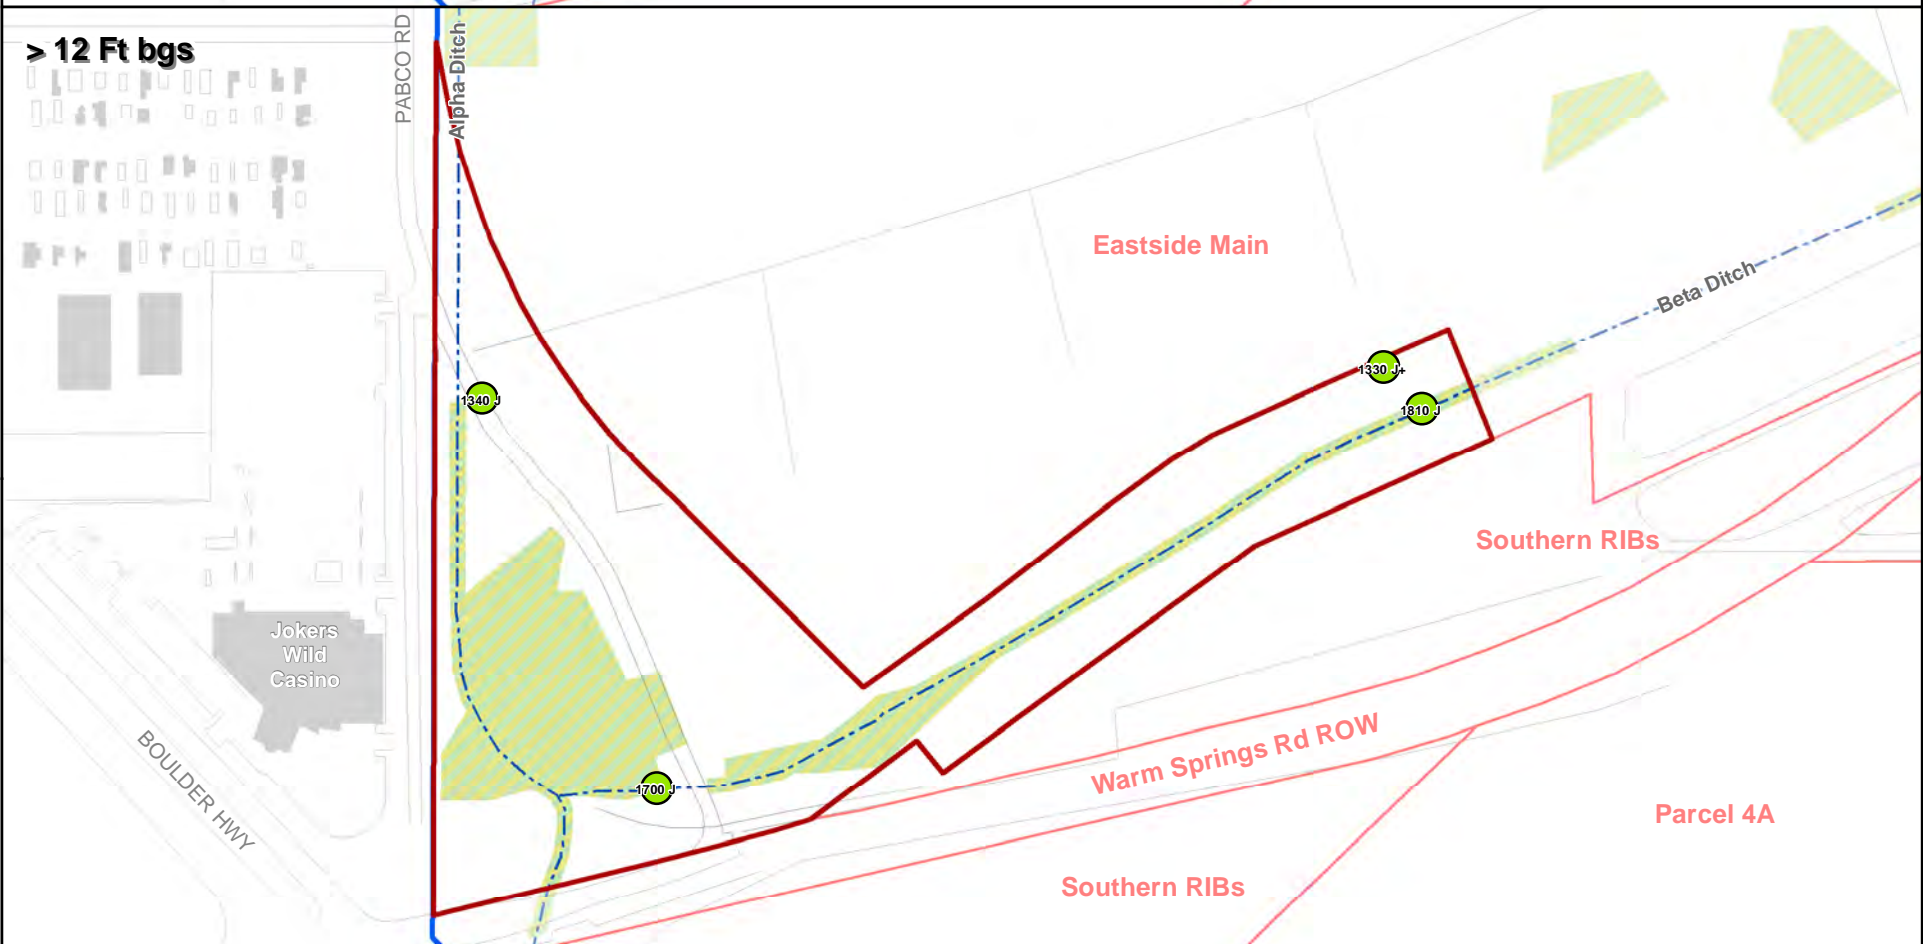 > 12 Ft bgs
PABCO RD
Alpha Ditch
Eastside Main
Beta Ditch
1330 J+
1340 J
1810 J
Southern RIBs
Jokers
Wild
Casino
Warm Springs Rd ROW
BOULDER HWY
1700 J
Parcel 4A
Southern RIBs